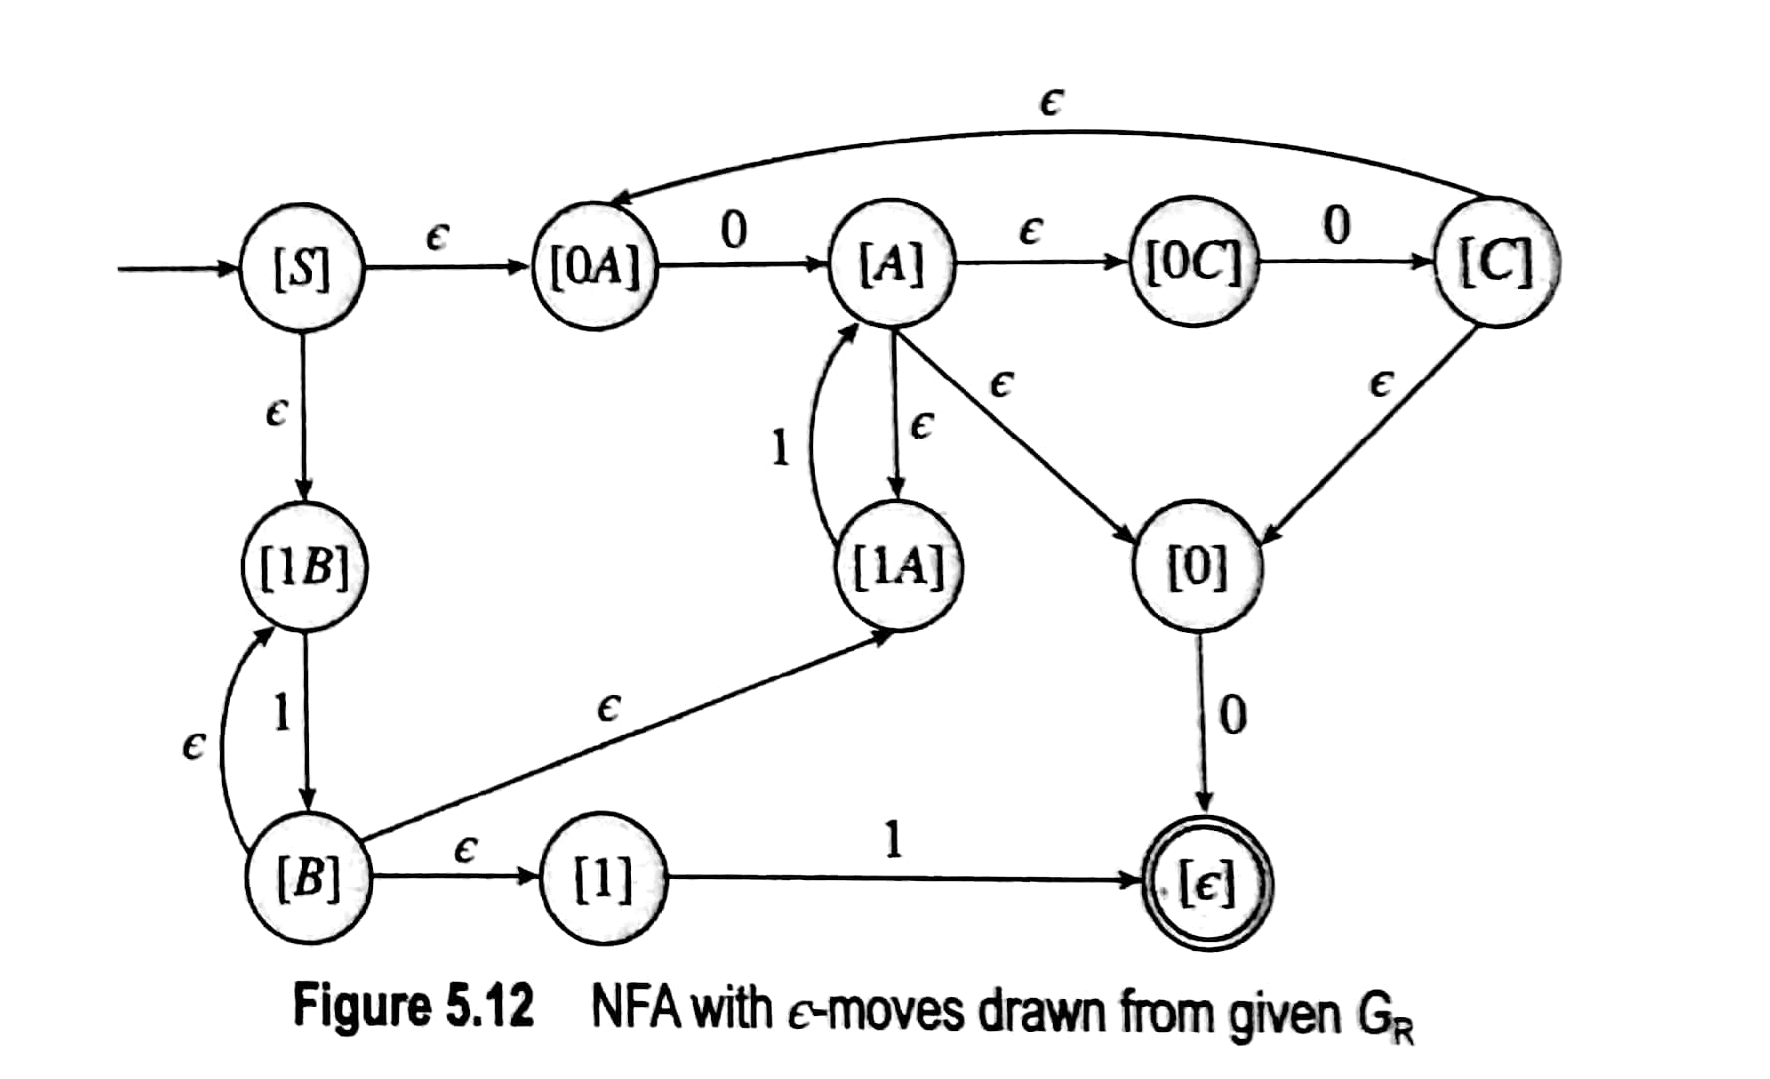 ϵ
[S] ϵ [0A] 0 [A] ϵ [0C] 0 [C]
ϵ 1 ϵ ϵ ϵ
[1B] [1A] [0]
ϵ 1 ϵ 0
[B] ϵ [1] 1 [ϵ]
Figure 5.12 NFA with ϵ-moves drawn from given G_R